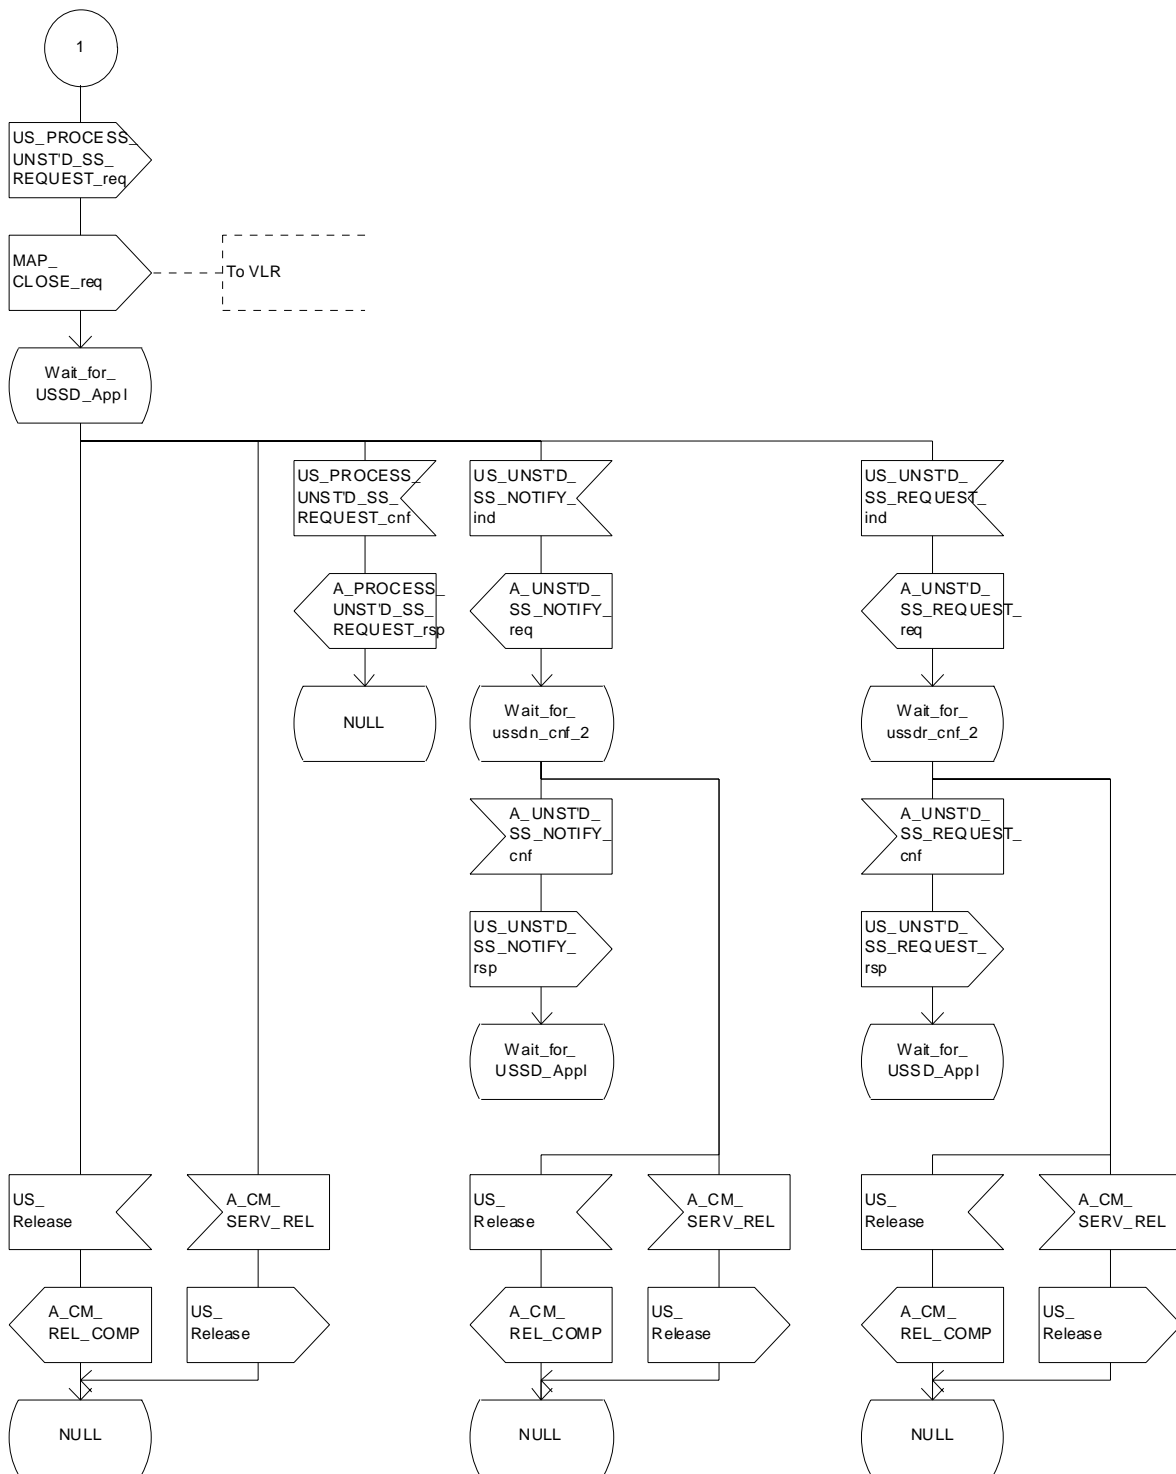 1
US_PROCESS_
UNST'D_SS_
REQUEST_req
MAP_
CLOSE_req
To VLR
Wait_for_
USSD_Appl
US_PROCESS_
UNST'D_SS_
REQUEST_cnf
US_UNST'D_
SS_NOTIFY_
ind
US_UNST'D_
SS_REQUEST_
ind
A_PROCESS_
UNST'D_SS_
REQUEST_rsp
A_UNST'D_
SS_NOTIFY_
req
A_UNST'D_
SS_REQUEST_
req
NULL
Wait_for_
ussdn_cnf_2
Wait_for_
ussdr_cnf_2
A_UNST'D_
SS_NOTIFY_
cnf
A_UNST'D_
SS_REQUEST_
cnf
US_UNST'D_
SS_NOTIFY_
rsp
US_UNST'D_
SS_REQUEST_
rsp
Wait_for_
USSD_Appl
Wait_for_
USSD_Appl
US_
Release
A_CM_
SERV_REL
US_
Release
A_CM_
SERV_REL
US_
Release
A_CM_
SERV_REL
A_CM_
REL_COMP
US_
Release
A_CM_
REL_COMP
US_
Release
A_CM_
REL_COMP
US_
Release
NULL
NULL
NULL